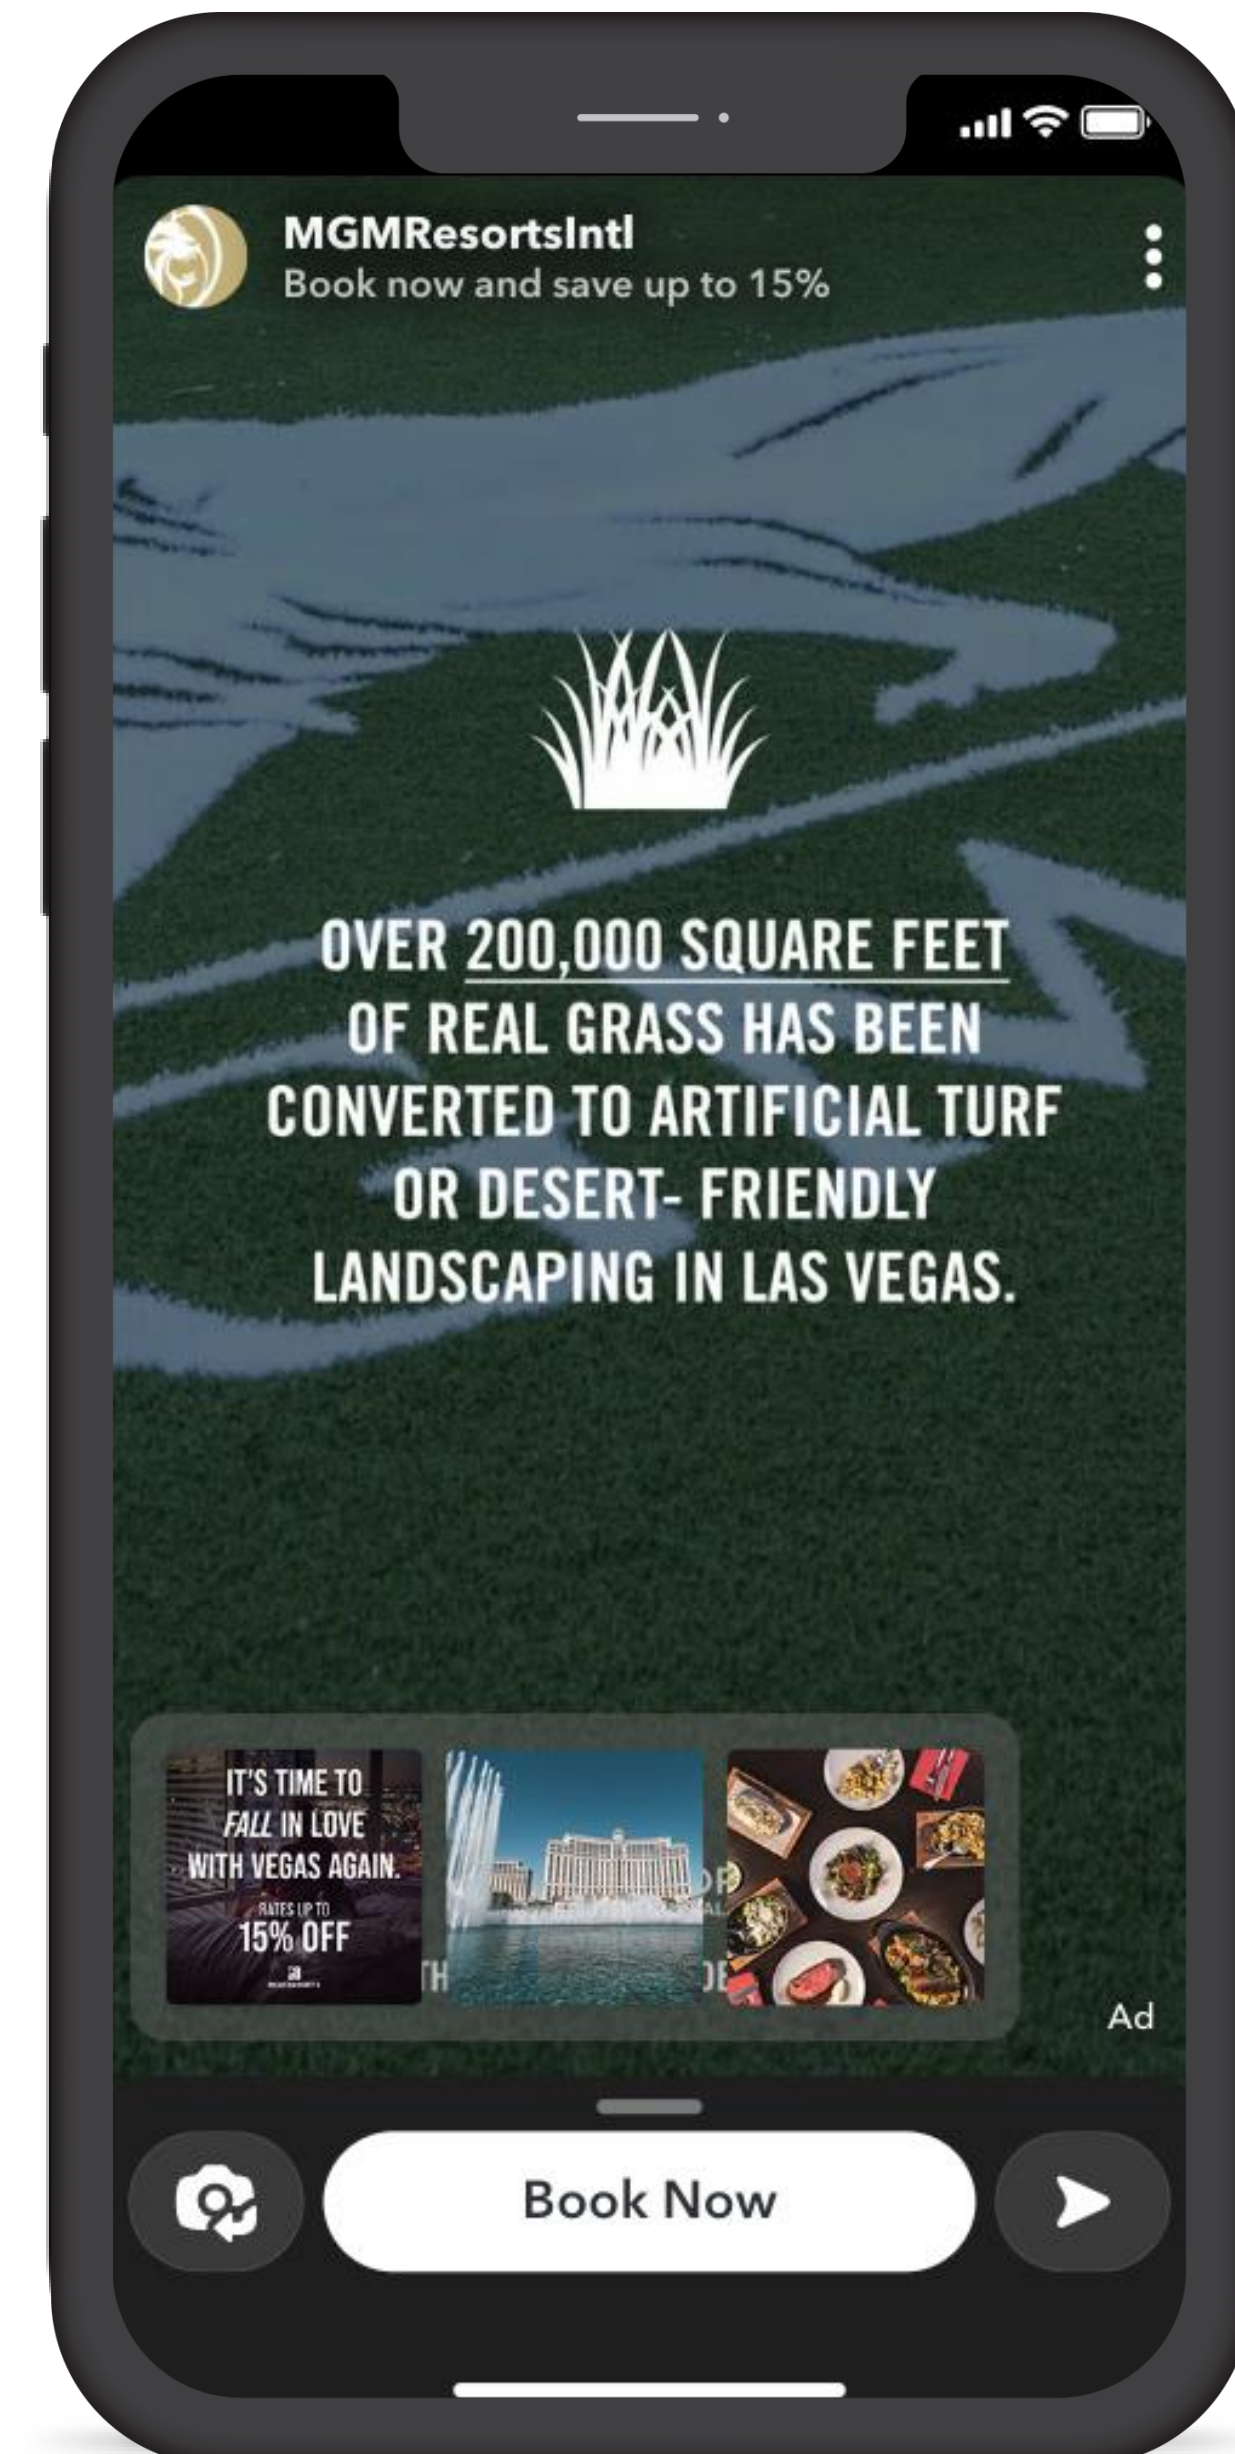 MGMResortsIntl
Book now and save up to 15%
OVER 200,000 SQUARE FEET
OF REAL GRASS HAS BEEN
CONVERTED TO ARTIFICIAL TURF
OR DESERT- FRIENDLY
LANDSCAPING IN LAS VEGAS.
IT'S TIME TO
FALL IN LOVE
WITH VEGAS AGAIN.
RATES UP TO
15% OFF
Ad
Book Now